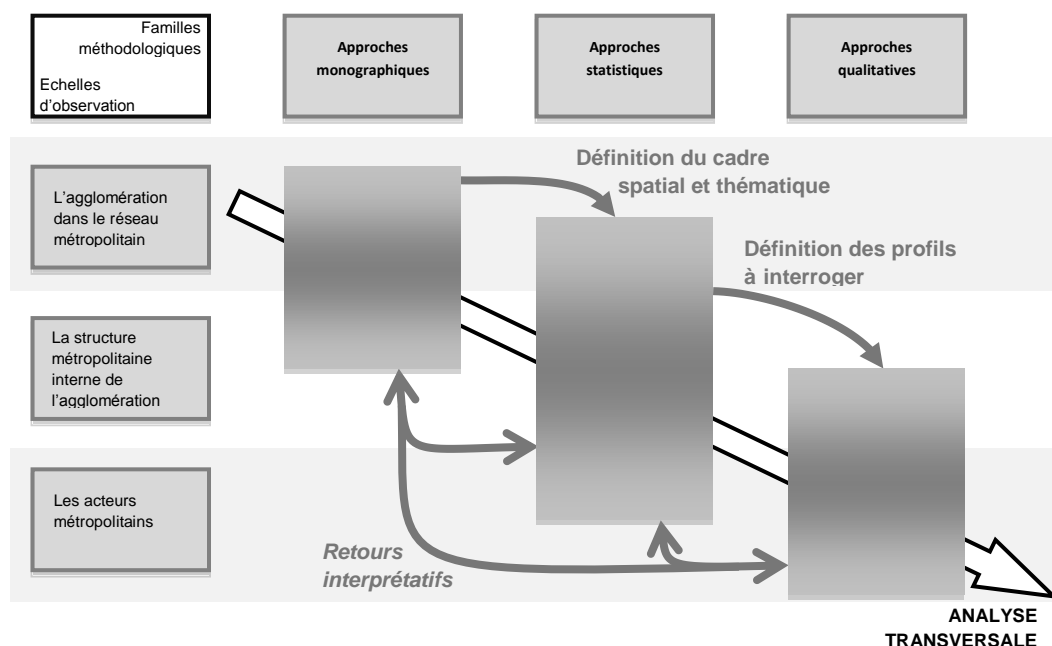 Familles
méthodologiques
Echelles
d'observation
Approches
monographiques
Approches
statistiques
Approches
qualitatives
Définition du cadre
spatial et thématique
L'agglomération
dans le réseau
métropolitain
Définition des profils
à interroger
La structure
métropolitaine
interne de
l'agglomération
Les acteurs
métropolitains
Retours
interprétatifs
ANALYSE
TRANSVERSALE